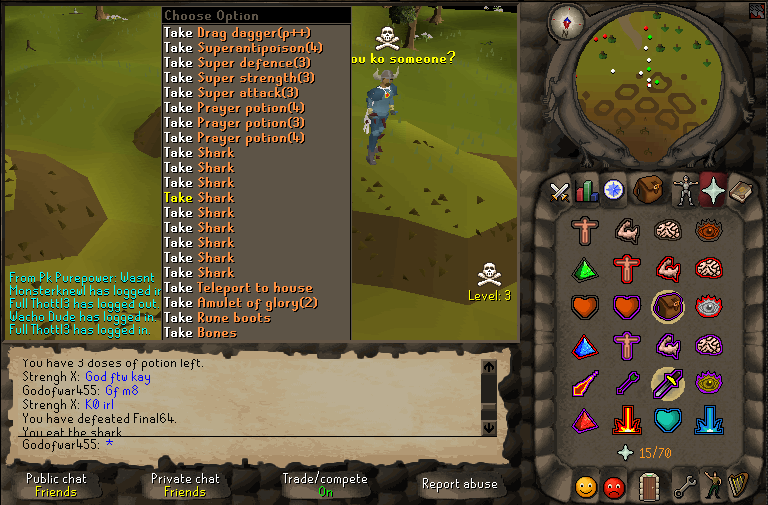 Choose Option
Take Drag dagger(p++)
Take Superantipoison(4)
Take Super defence(3)
Take Super strength(3)
Take Super attack(3)
Take Prayer potion(4)
Take Prayer potion(3)
Take Prayer potion(4)
Take Shark
Take Shark
Take Shark
Take Shark
Take Shark
Take Shark
Take Shark
Take Shark
Take Shark
Take Teleport to house
Take Amulet of glory(2)
Take Rune boots
Take Bones
ou ko someone?
Level: 3
From Pk Purepower: Wasnt
Monsterknewl has logged in
Full Thottl3 has logged out.
Wacho Dude has logged in.
Full Thottl3 has logged in.
You have 3 doses of potion left.
Strengh X: God ftw kay
Godofwar455: Gf m8
Strengh X: K0 irl
You have defeated Final64.
You eat the shark
Godofwar455: *
15/70
Public chat
Friends
Private chat
Friends
Trade/compete
On
Report abuse